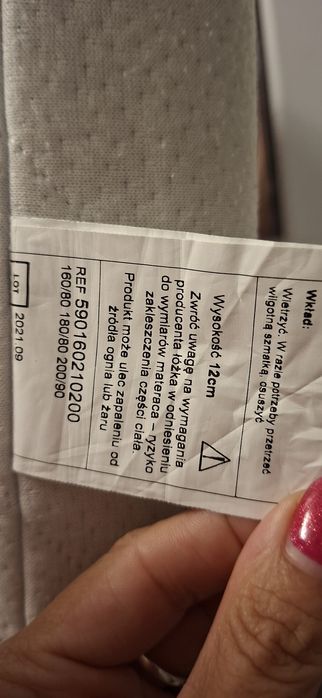 Wkład:
Wietrzyć. W razie potrzeby przetrzeć
wilgotną szmatką, osuszyć
Wysokość 12cm
Zwróć uwagę na wymagania
producenta łóżka w odniesieniu
do wymiarów materaca – ryzyko
zakleszczenia części ciała.
Produkt może ulec zapaleniu od
źródła ognia lub żaru
REF 590160210200
160/80 180/80 200/90
LOT 2021 09